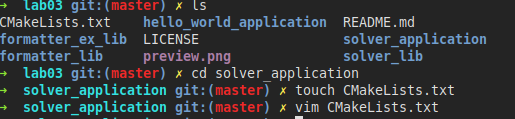 ➜ lab03 git:(master) ✗ ls
CMakeLists.txt hello_world_application README.md
formatter_ex_lib LICENSE solver_application
formatter_lib preview.png solver_lib
➜ lab03 git:(master) ✗ cd solver_application
➜ solver_application git:(master) ✗ touch CMakeLists.txt
➜ solver_application git:(master) ✗ vim CMakeLists.txt